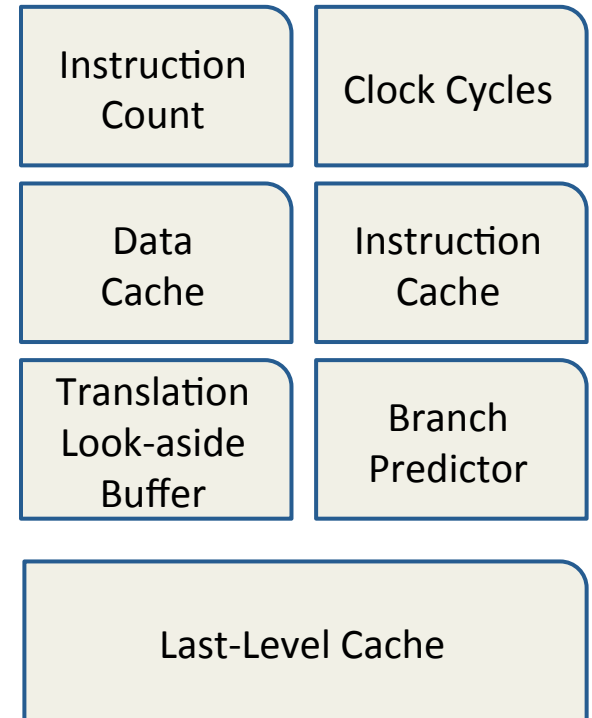 Instruction
Count
Clock Cycles
Data
Cache
Instruction
Cache
Translation
Look-aside
Buffer
Branch
Predictor
Last-Level Cache